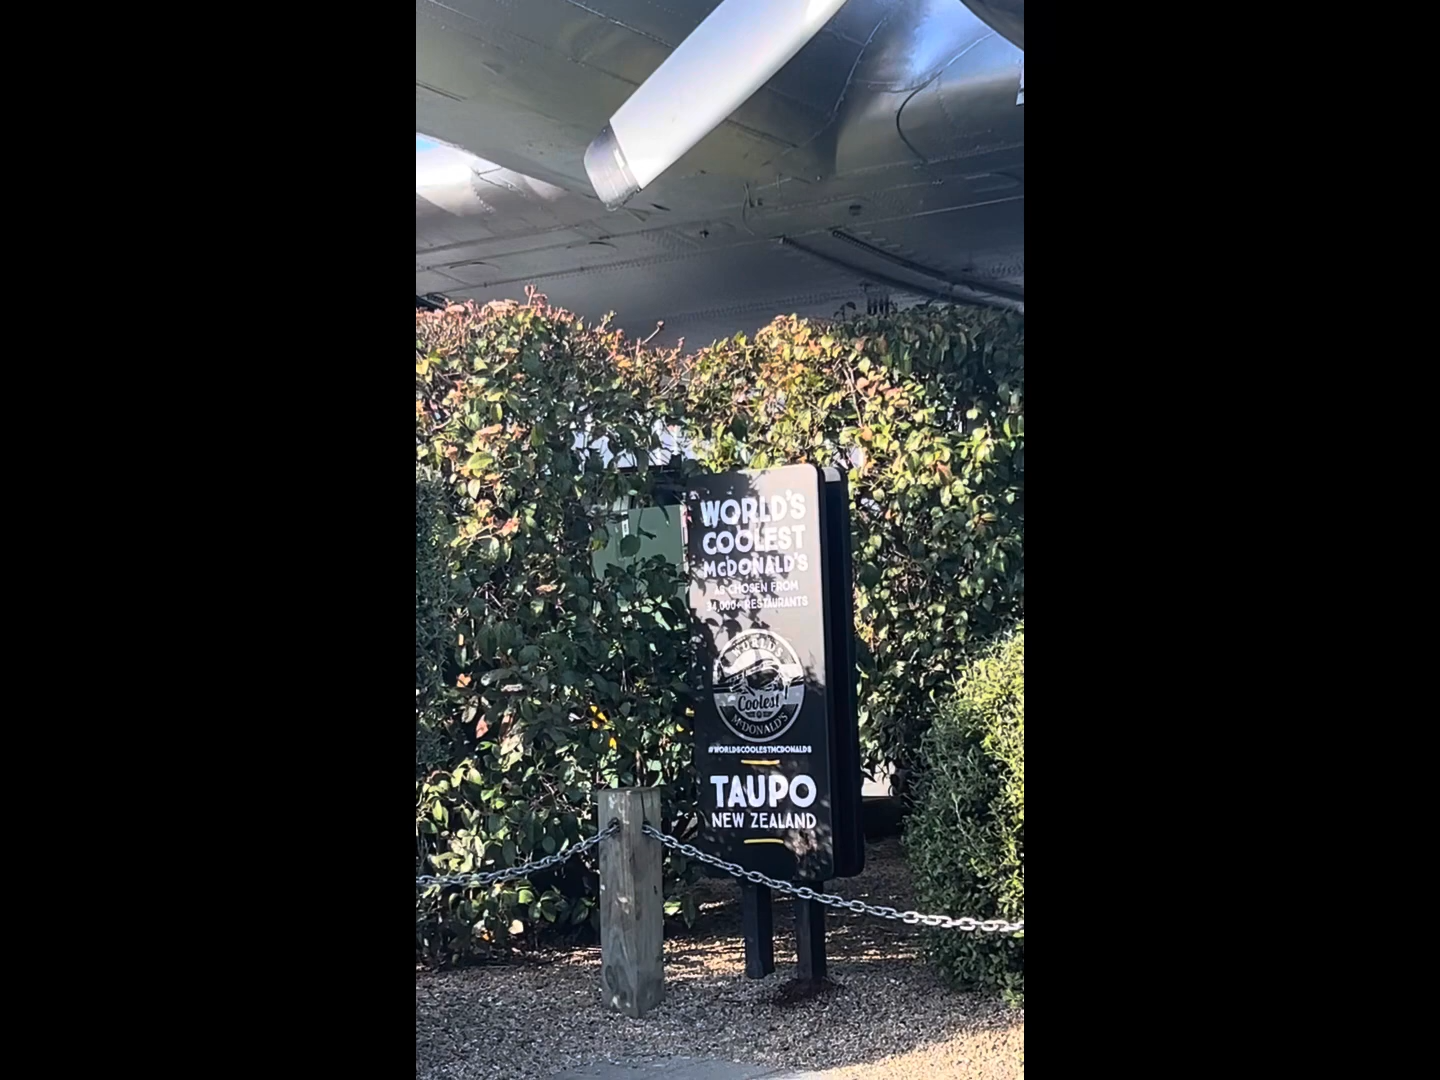 WORLD'S
COOLEST
MCDONALD'S
AS CHOSEN FROM
34,000+ RESTAURANTS
WORLD'S
Coolest
MCDONALD'S
#WORLDSCOOLESTMCDONALDS
TAUPO
NEW ZEALAND